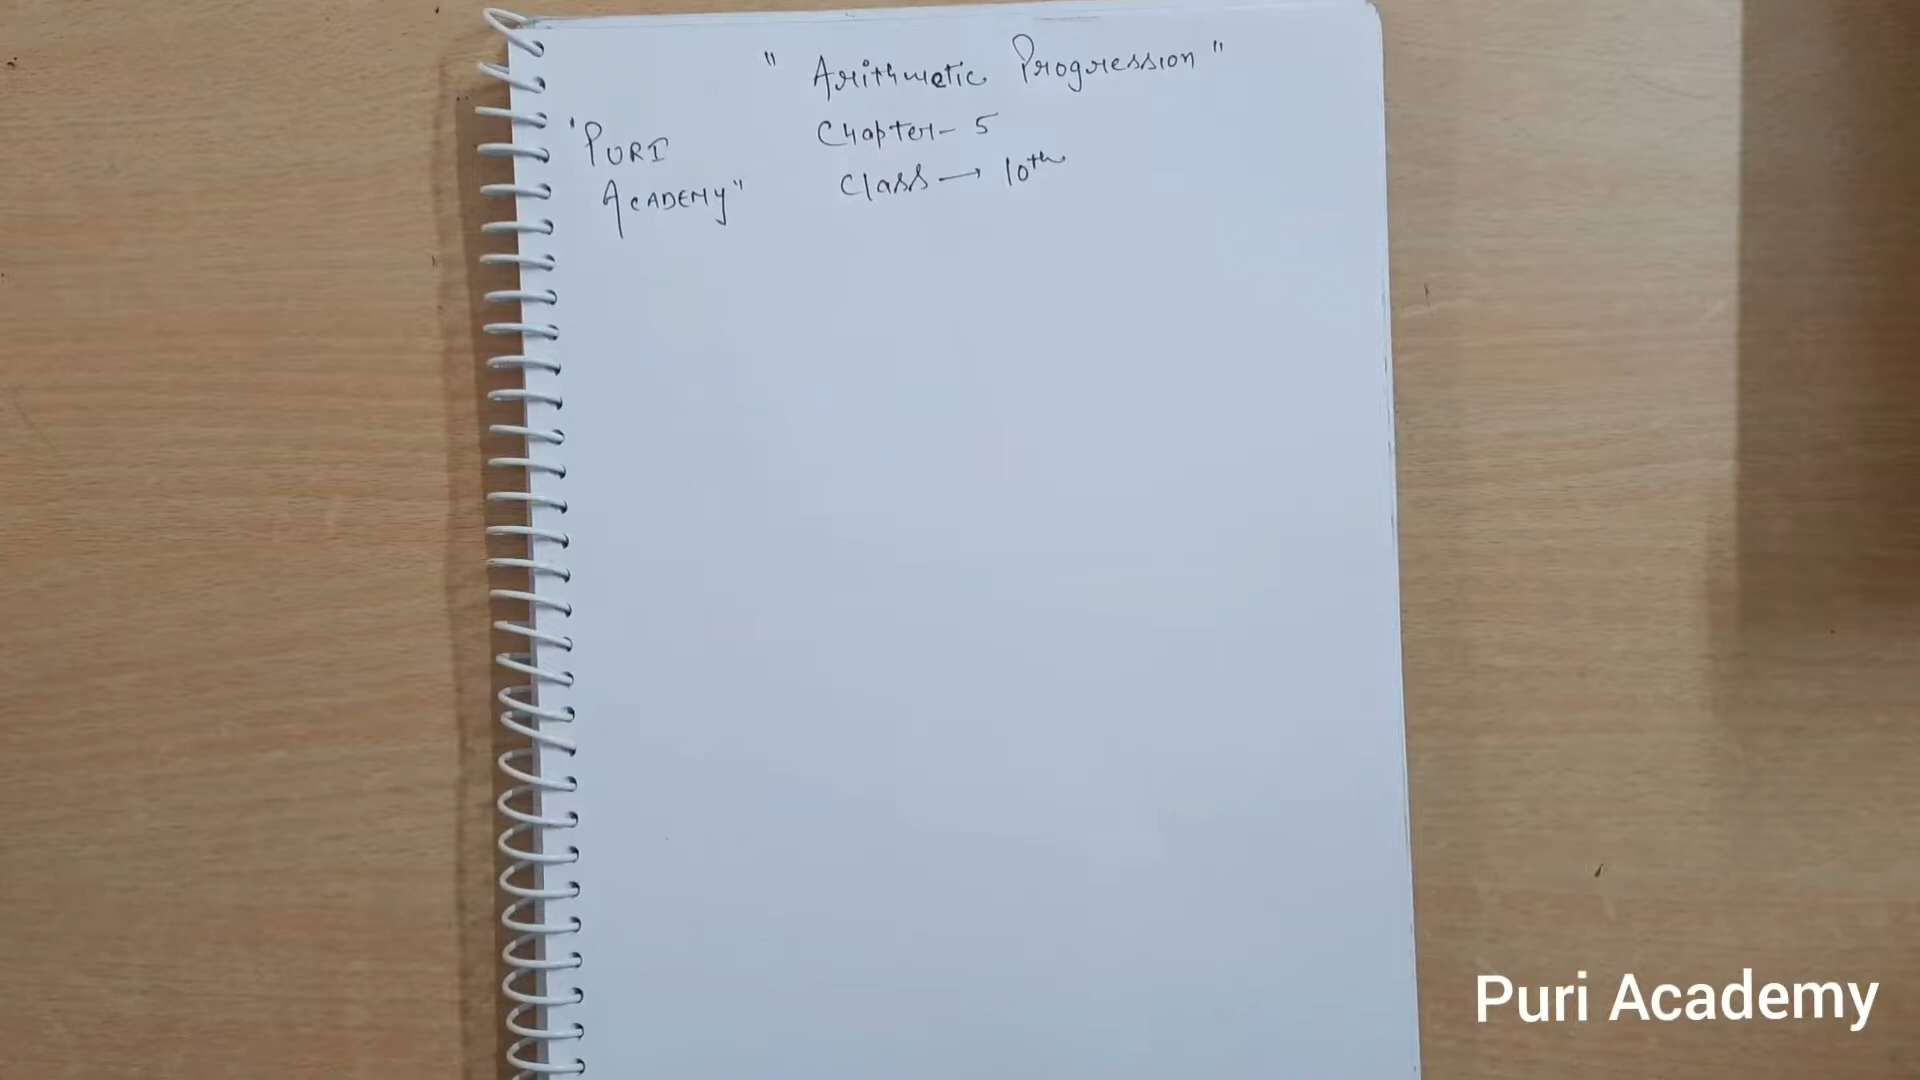 " Arithmetic Progression "
Chapter- 5
Class → 10th
'PURI
ACADEMY"
Puri Academy